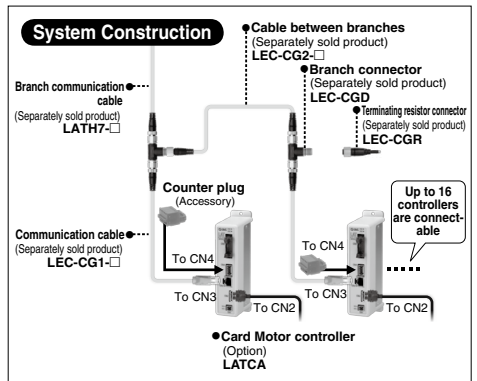 System Construction
Cable between branches
(Separately sold product)
LEC-CG2-□
Branch connector
(Separately sold product)
LEC-CGD
Terminating resistor connector
(Separately sold product)
LEC-CGR
Branch communication
cable
(Separately sold product)
LATH7-□
Counter plug
(Accessory)
Up to 16
controllers
are connect-
able
Communication cable
(Separately sold product)
LEC-CG1-□
To CN4
To CN3
To CN2
To CN4
To CN3
To CN2
Card Motor controller
(Option)
LATCA